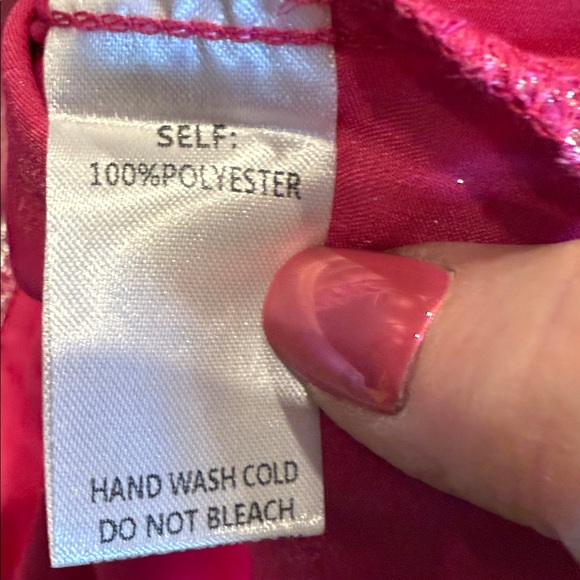 SELF:
100%POLYESTER
HAND WASH COLD
DO NOT BLEACH